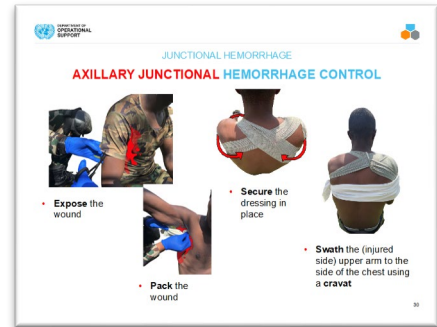 DEPARTMENT OF
OPERATIONAL
SUPPORT
JUNCTIONAL HEMORRHAGE
AXILLARY JUNCTIONAL HEMORRHAGE CONTROL
• Expose the
wound
• Pack the
wound
• Secure the
dressing in
place
• Swath the (injured
side) upper arm to the
side of the chest using
a cravat
30